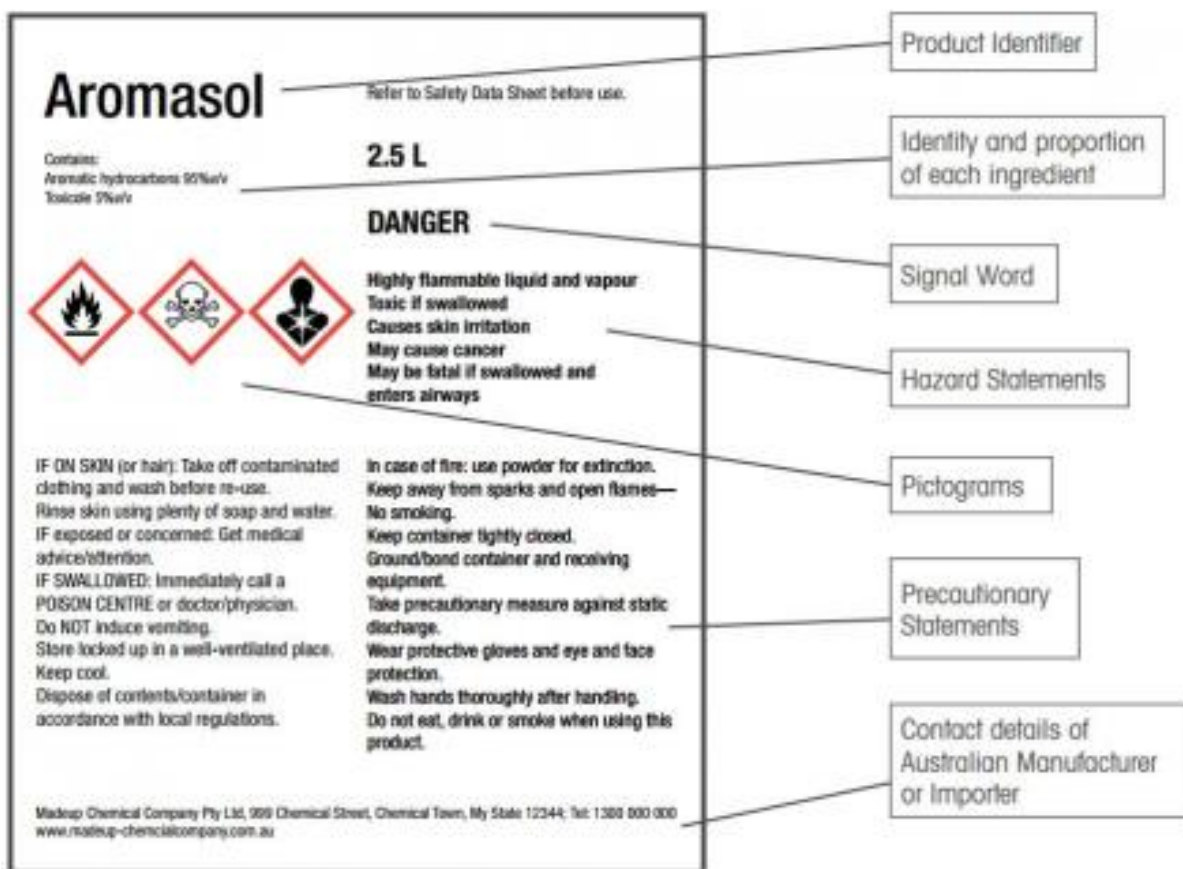 Aromasol
Refer to Safety Data Sheet before use.
Contains:
Aromatic hydrocarbons 95%v/v
Toxicole 5%v/v
2.5 L
DANGER
Highly flammable liquid and vapour
Toxic if swallowed
Causes skin irritation
May cause cancer
May be fatal if swallowed and
enters airways
IF ON SKIN (or hair): Take off contaminated
clothing and wash before re-use.
Rinse skin using plenty of soap and water.
IF exposed or concerned: Get medical
advice/attention.
IF SWALLOWED: Immediately call a
POISON CENTRE or doctor/physician.
Do NOT induce vomiting.
Store locked up in a well-ventilated place.
Keep cool.
Dispose of contents/container in
accordance with local regulations.
In case of fire: use powder for extinction.
Keep away from sparks and open flames—
No smoking.
Keep container tightly closed.
Ground/bond container and receiving
equipment.
Take precautionary measure against static
discharge.
Wear protective gloves and eye and face
protection.
Wash hands thoroughly after handling.
Do not eat, drink or smoke when using this
product.
Madeup Chemical Company Pty Ltd, 999 Chemical Street, Chemical Town, My State 12344; Tel: 1300 000 000
www.madeup-chemcialcompany.com.au
Product Identifier
Identity and proportion
of each ingredient
Signal Word
Hazard Statements
Pictograms
Precautionary
Statements
Contact details of
Australian Manufacturer
or Importer